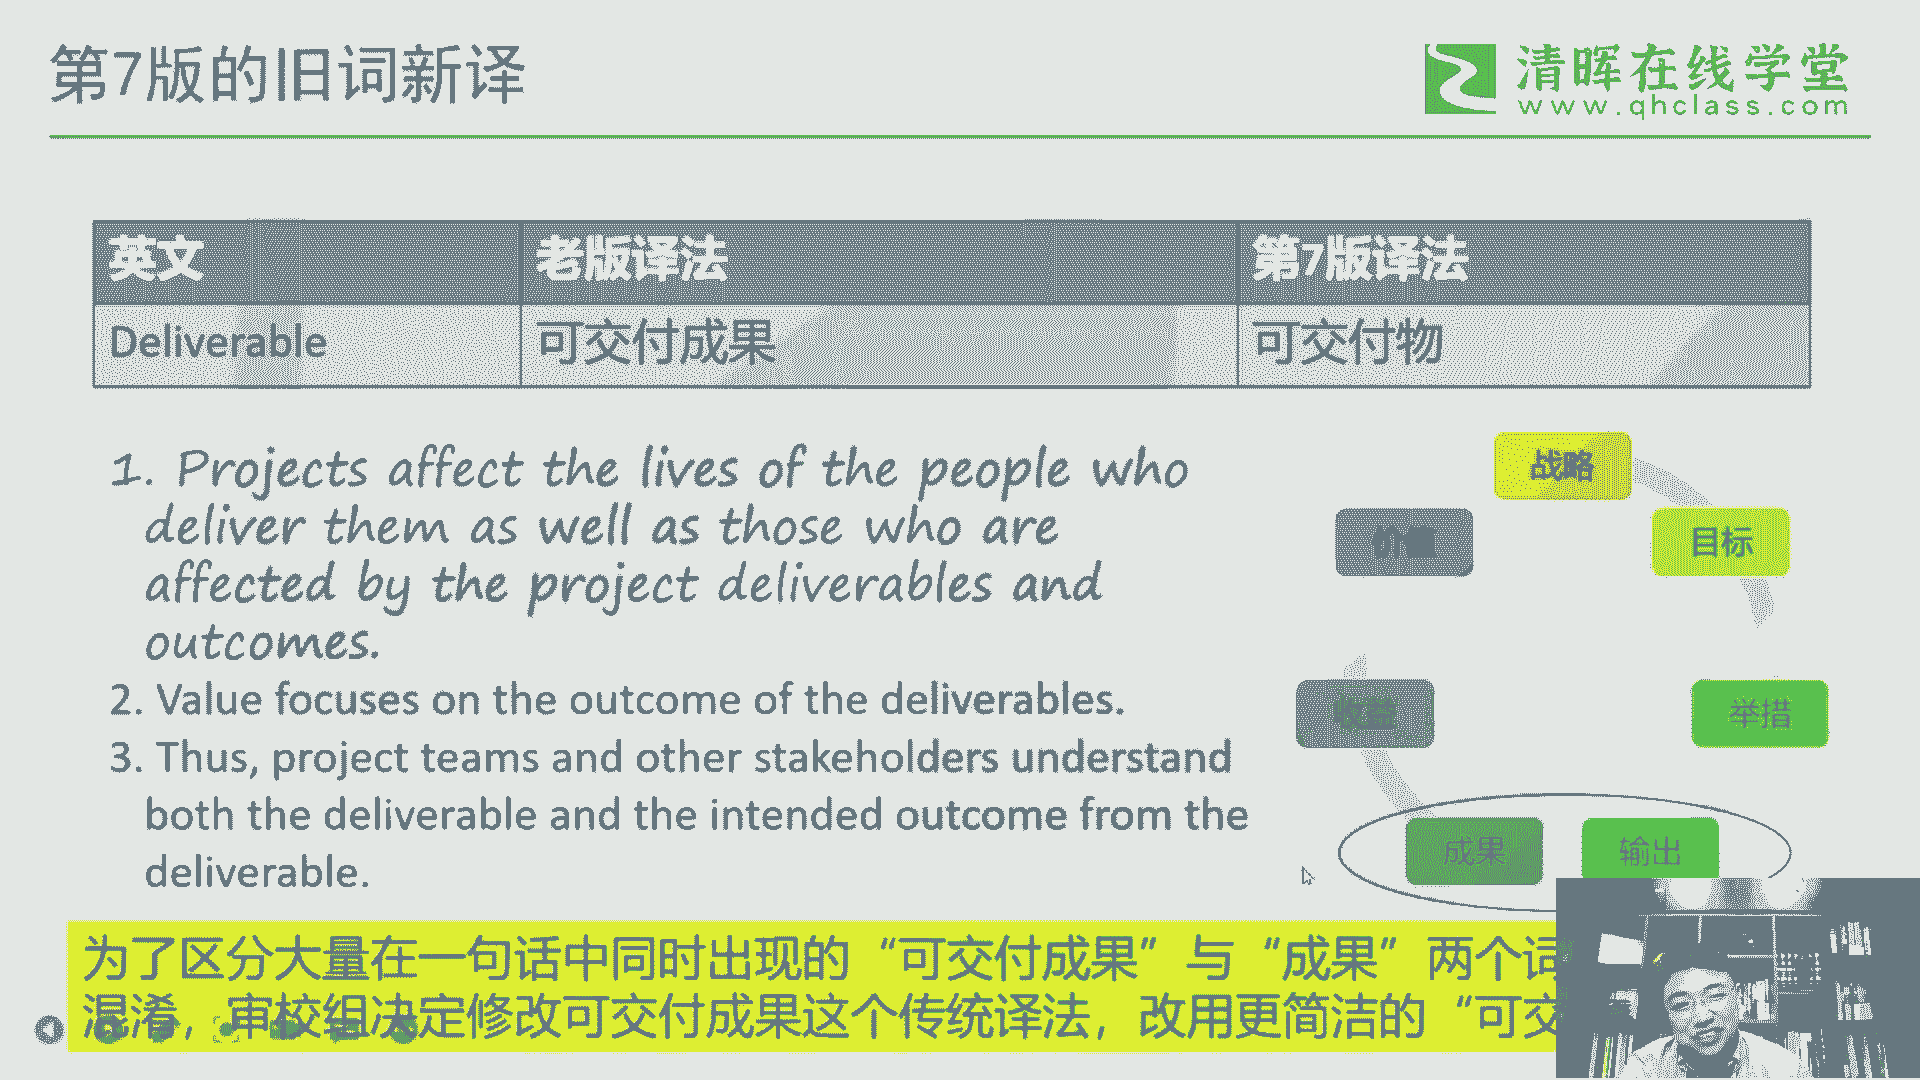 第7版的旧词新译
清晖在线学堂
www.qhclass.com
英文 老版译法 第7版译法
Deliverable 可交付成果 可交付物
1. Projects affect the lives of the people who
deliver them as well as those who are
affected by the project deliverables and
outcomes.
2. Value focuses on the outcome of the deliverables.
3. Thus, project teams and other stakeholders understand
both the deliverable and the intended outcome from the
deliverable.
战略
价值
目标
收益
举措
成果
输出
为了区分大量在一句话中同时出现的“可交付成果”与“成果”两个词
混淆，审校组决定修改可交付成果这个传统译法，改用更简洁的“可交